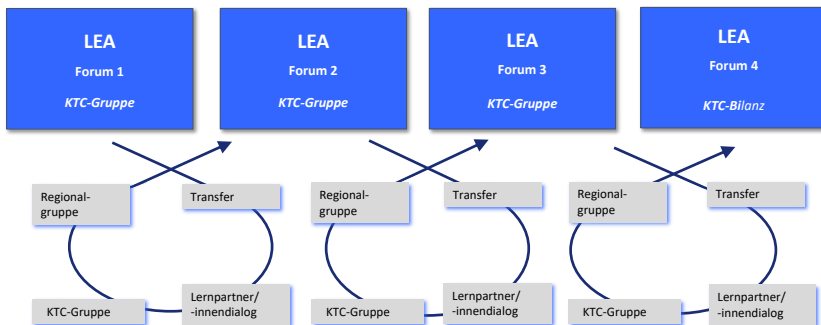 LEA
Forum 1
KTC-Gruppe
LEA
Forum 2
KTC-Gruppe
LEA
Forum 3
KTC-Gruppe
LEA
Forum 4
KTC-Bilanz
Regional-
gruppe
Transfer
KTC-Gruppe
Lernpartner/
-innendialog
Regional-
gruppe
Transfer
KTC-Gruppe
Lernpartner/
-innendialog
Regional-
gruppe
Transfer
KTC-Gruppe
Lernpartner/
-innendialog